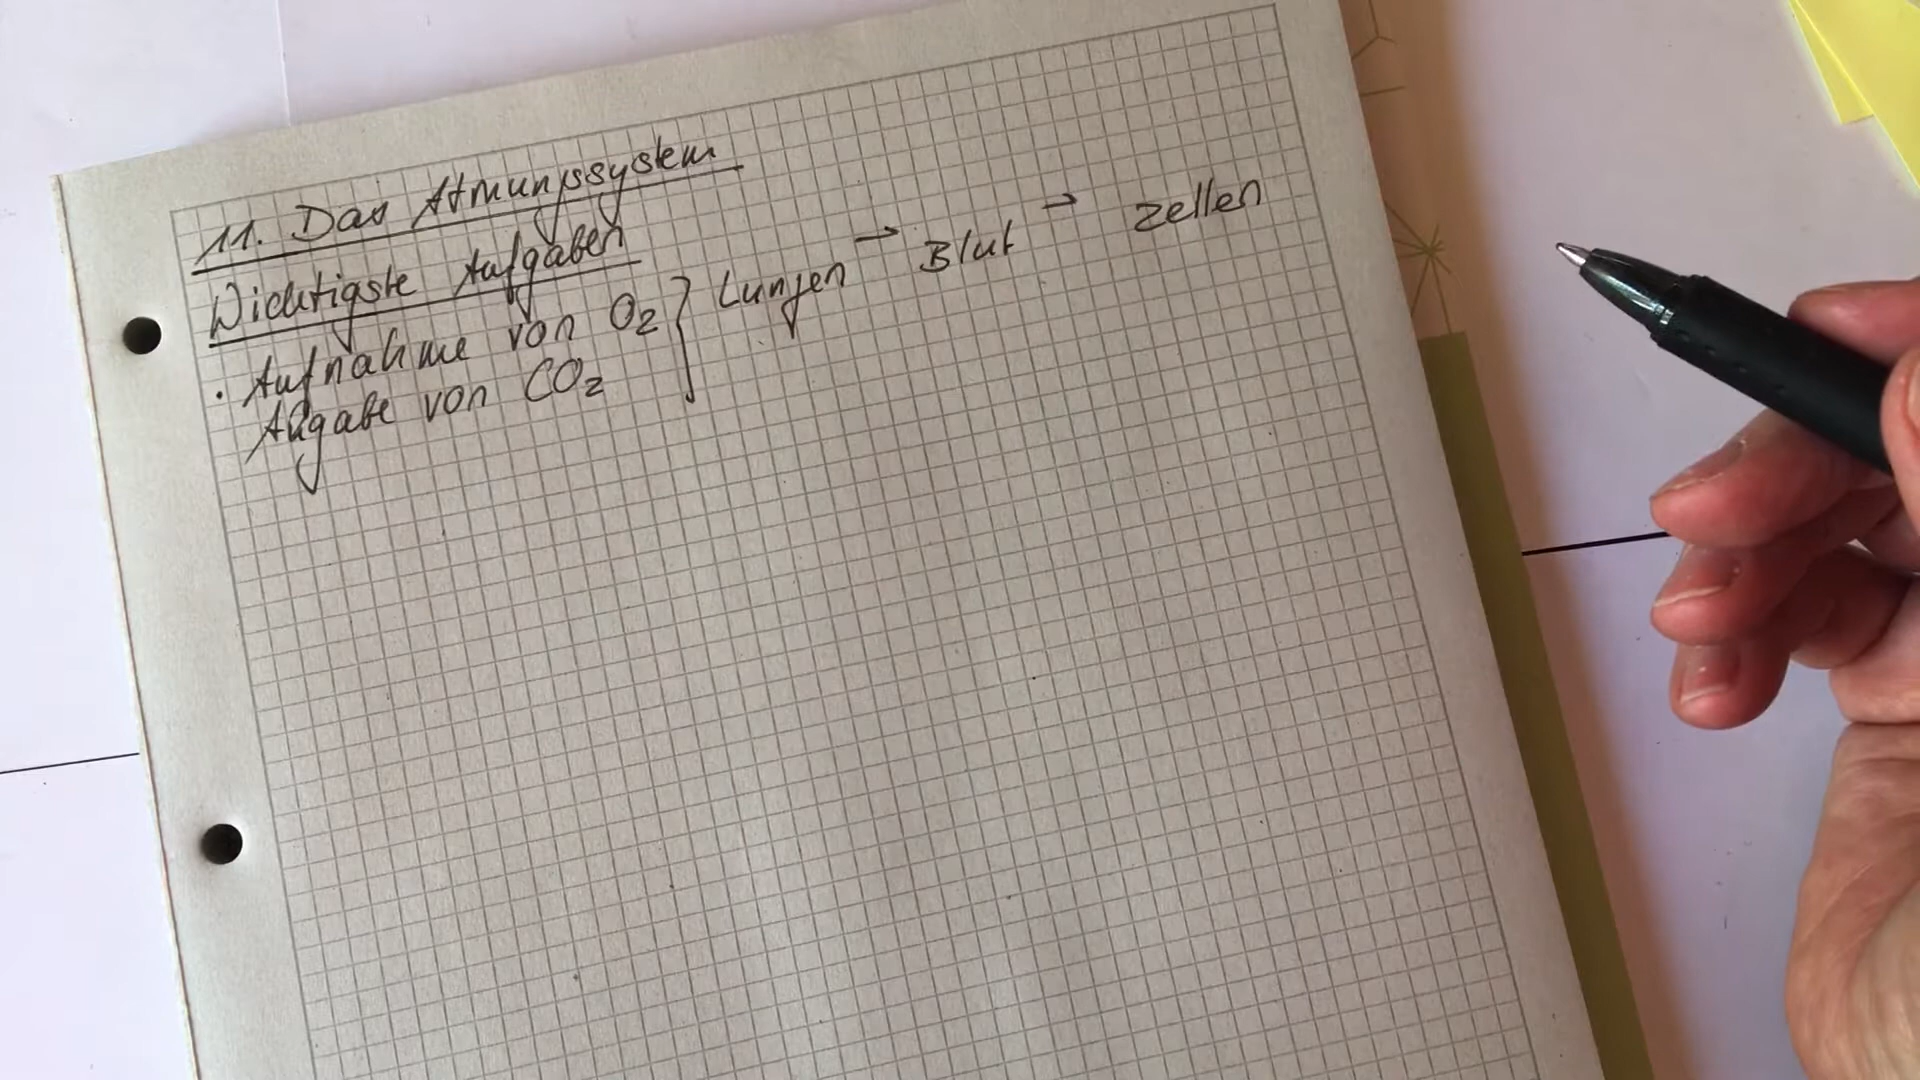 11. Das Atmungssystem
Wichtigste Aufgaben
· Aufnahme von O₂ } Lungen → Blut → Zellen
Abgabe von CO₂